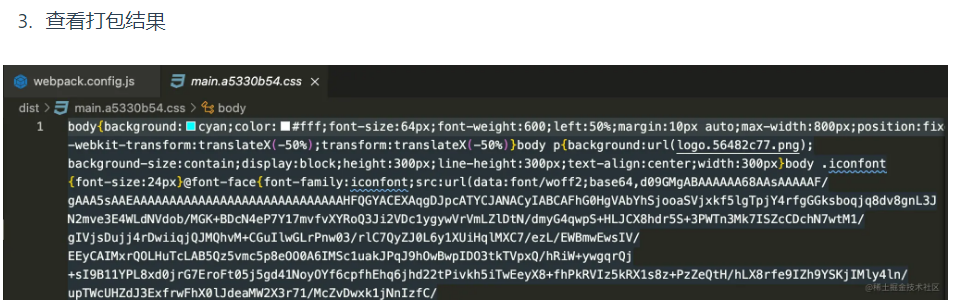 3. 查看打包结果
webpack.config.js
main.a5330b54.css ×
dist > main.a5330b54.css > body
1 body{background:cyan;color:#fff;font-size:64px;font-weight:600;left:50%;margin:10px auto;max-width:800px;position:fix
-webkit-transform:translateX(-50%);transform:translateX(-50%)}body p{background:url(logo.56482c77.png);
background-size:contain;display:block;height:300px;line-height:300px;text-align:center;width:300px}body .iconfont
{font-size:24px}@font-face{font-family:iconfont;src:url(data:font/woff2;base64,d09GMgABAAAAAA68AAsAAAAAF/
gAAA5sAEAAAAAAAAAAAAAAAAAAAAAAAAAAAAAAHFQGYACEXAqgDJpcATYCJANACyIABCAFhG0HgVAbYhSjooaSVjxkf5lgTpjY4rfgGGksboqjq8dv8gnL3J
N2mve3E4WLdNVdob/MGK+BDcN4eP7Y17mvfvXYRoQ3Ji2VDc1ygywVrVmLZlDtN/dmyG4qwpS+HLJCX8hdr5S+3PWTn3Mk7ISZcCDchN7wtM1/
gIVjsDujj4rDwiiqjQJMQhvM+CGuIlwGLrPnw03/rlC7QyZJ0L6y1XUiHqlMXC7/ezL/EWBmwEwsIV/
EEyCAIMxrQOLHuTcLAB5Qz5vmc5p8eOO0A6IMSc1uakJPqJ9hOwBwpIDO3tkTVpxQ/hRiW+ywgqrQj
+sI9B11YPL8xd0jrG7EroFt05j5gd41NoyOYf6cpfhEhq6jhd22tPivkh5iTwEeyX8+fhPkRVIz5kRX1s8z+PzZeQtH/hLX8rfe9IZh9YSKjIMly4ln/
upTWcUHZdJ3ExfrwFhX0lJdeaMW2X3r71/McZvDwxk1jNnIzfC/
@稀土掘金技术社区